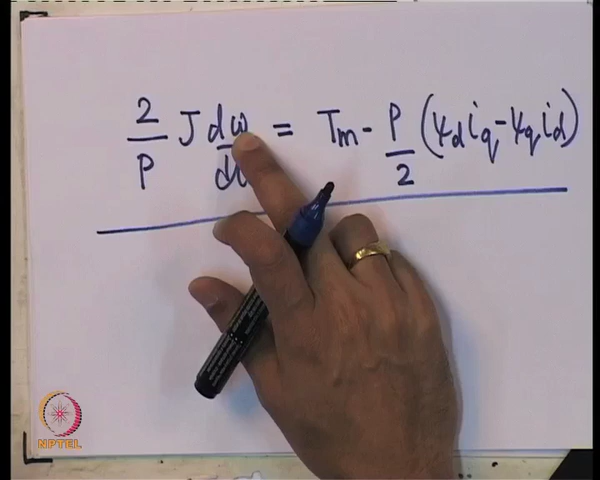 2/P J dω/dt = Tm - P/2 (ψd iq - ψq id)
NPTEL